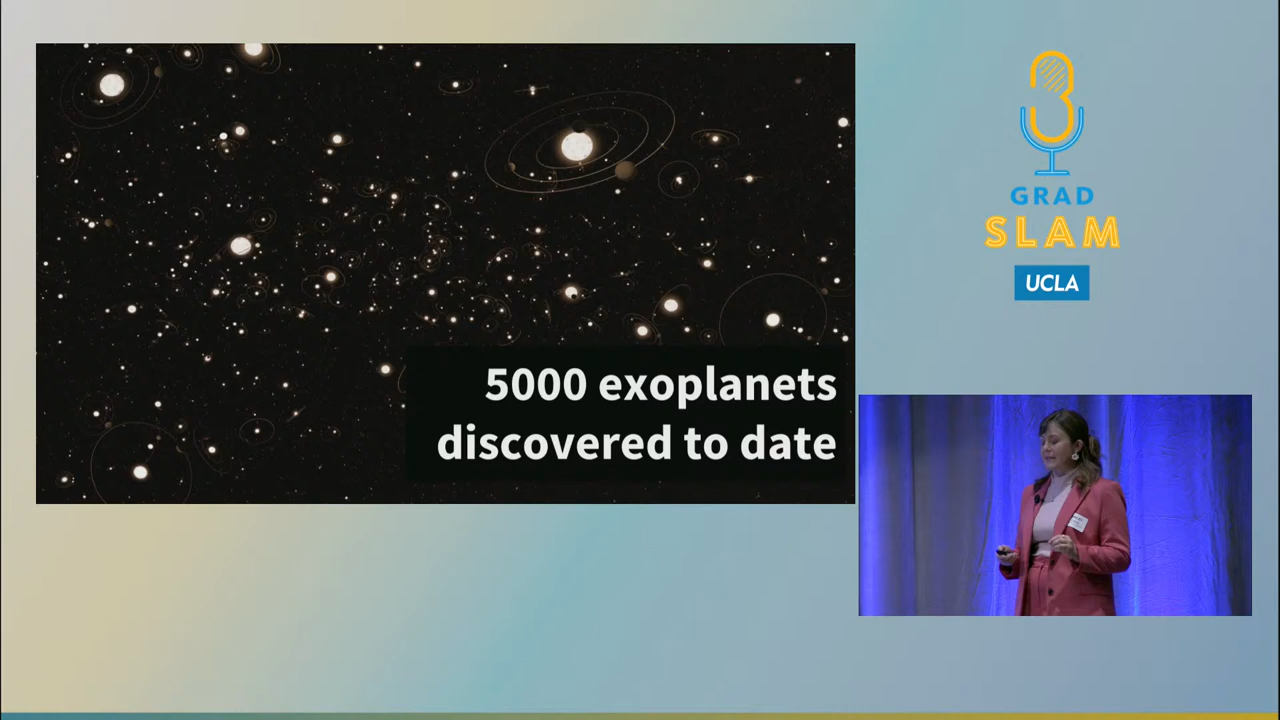 5000 exoplanets
discovered to date
GRAD
SLAM
UCLA